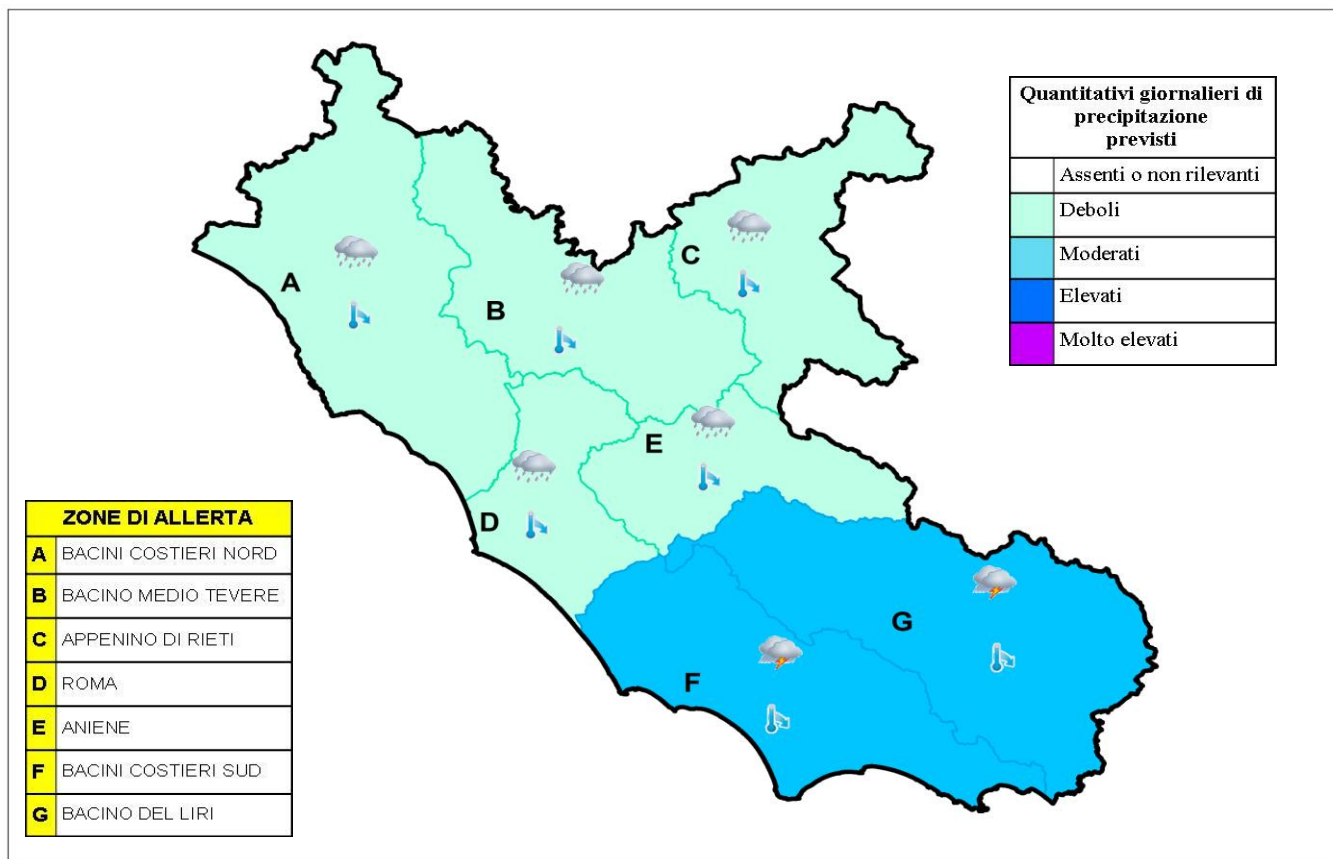 Quantitativi giornalieri di
precipitazione
previsti
Assenti o non rilevanti
Deboli
Moderati
Elevati
Molto elevati
A
B
C
D
E
F
G
ZONE DI ALLERTA
A BACINI COSTIERI NORD
B BACINO MEDIO TEVERE
C APPENINO DI RIETI
D ROMA
E ANIENE
F BACINI COSTIERI SUD
G BACINO DEL LIRI